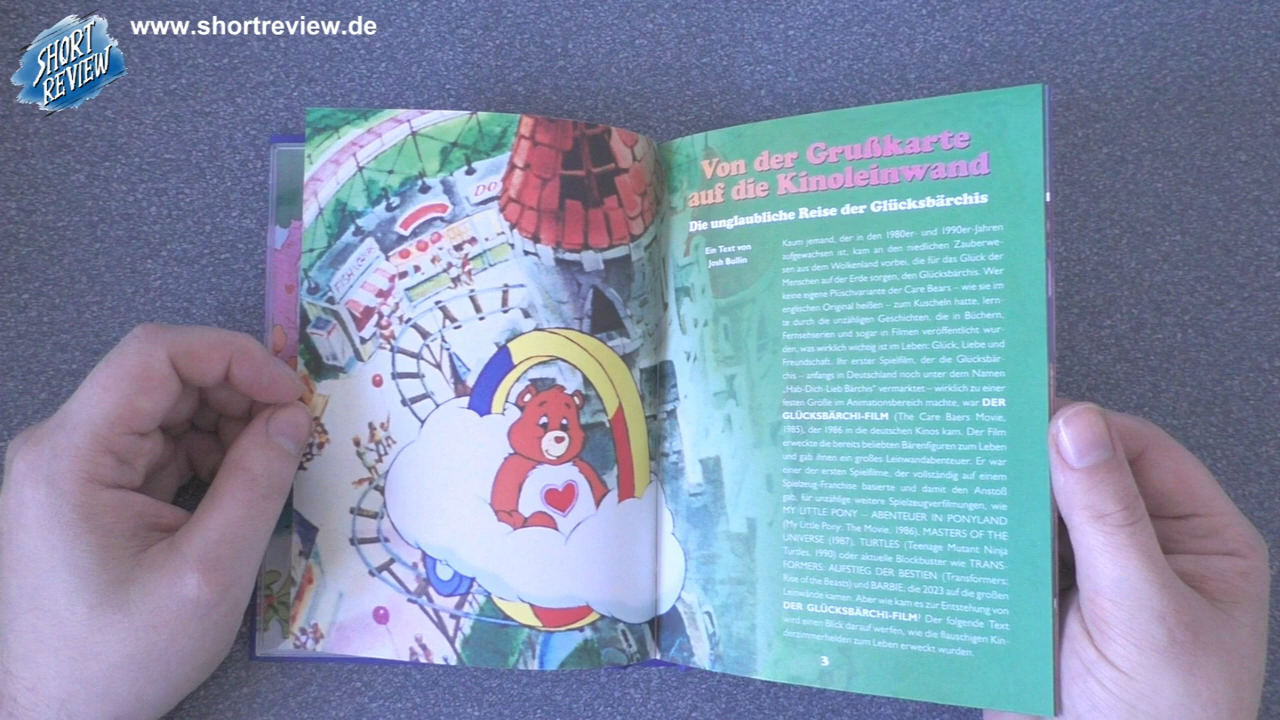 SHORT
REVIEW
www.shortreview.de
DO
FISH LOVER
Von der Grußkarte
auf die Kinoleinwand
Die unglaubliche Reise der Glücksbärchis
Ein Text von
Josh Bullin
Kaum jemand, der in den 1980er- und 1990er-Jahren
aufgewachsen ist, kam an den niedlichen Zauberwe-
sen aus dem Wolkenland vorbei, die für das Glück der
Menschen auf der Erde sorgen, den Glücksbärchis. Wer
keine eigene Plüschvariante der Care Bears – wie sie im
englischen Original heißen – zum Kuscheln hatte, lern-
te durch die unzähligen Geschichten, die in Büchern,
Fernsehserien und sogar in Filmen veröffentlicht wur-
den, was wirklich wichtig ist im Leben: Glück, Liebe und
Freundschaft. Ihr erster Spielfilm, der die Glücksbär-
chis – anfangs in Deutschland noch unter dem Namen
„Hab-Dich-Lieb Bärchis“ vermarktet – wirklich zu einer
festen Größe im Animationsbereich machte, war DER
GLÜCKSBÄRCHI-FILM (The Care Baers Movie,
1985), der 1986 in die deutschen Kinos kam. Der Film
erweckte die bereits beliebten Bärenfiguren zum Leben
und gab ihnen ein großes Leinwandabenteuer. Er war
einer der ersten Spielfilme, der vollständig auf einem
Spielzeug-Franchise basierte und damit den Anstoß
gab, für unzählige weitere Spielzeugverfilmungen, wie
MY LITTLE PONY – ABENTEUER IN PONYLAND
(My Little Pony: The Movie, 1986), MASTERS OF THE
UNIVERSE (1987), TURTLES (Teenage Mutant Ninja
Turtles, 1990) oder aktuelle Blockbuster wie TRANS-
FORMERS: AUFSTIEG DER BESTIEN (Transformers:
Rise of the Beasts) und BARBIE, die 2023 auf die großen
Leinwände kamen. Aber wie kam es zur Entstehung von
DER GLÜCKSBÄRCHI-FILM? Der folgende Text
wird einen Blick darauf werfen, wie die flauschigen Kin-
derzimmerhelden zum Leben erweckt wurden.
3